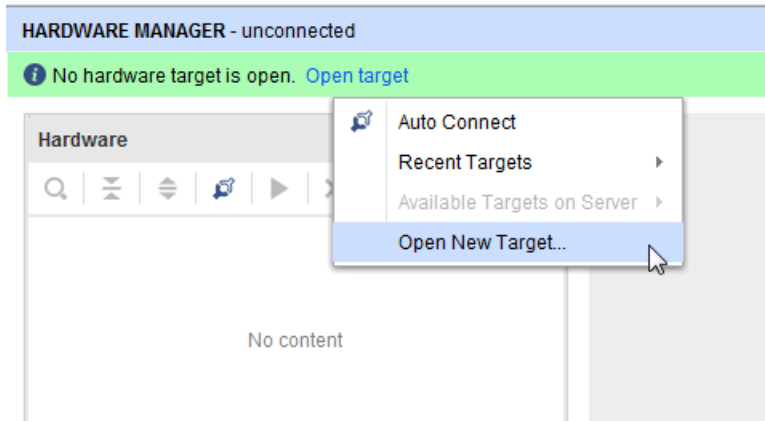 HARDWARE MANAGER - unconnected
No hardware target is open. Open target
Hardware
Auto Connect
Recent Targets
Available Targets on Server
Open New Target...
No content